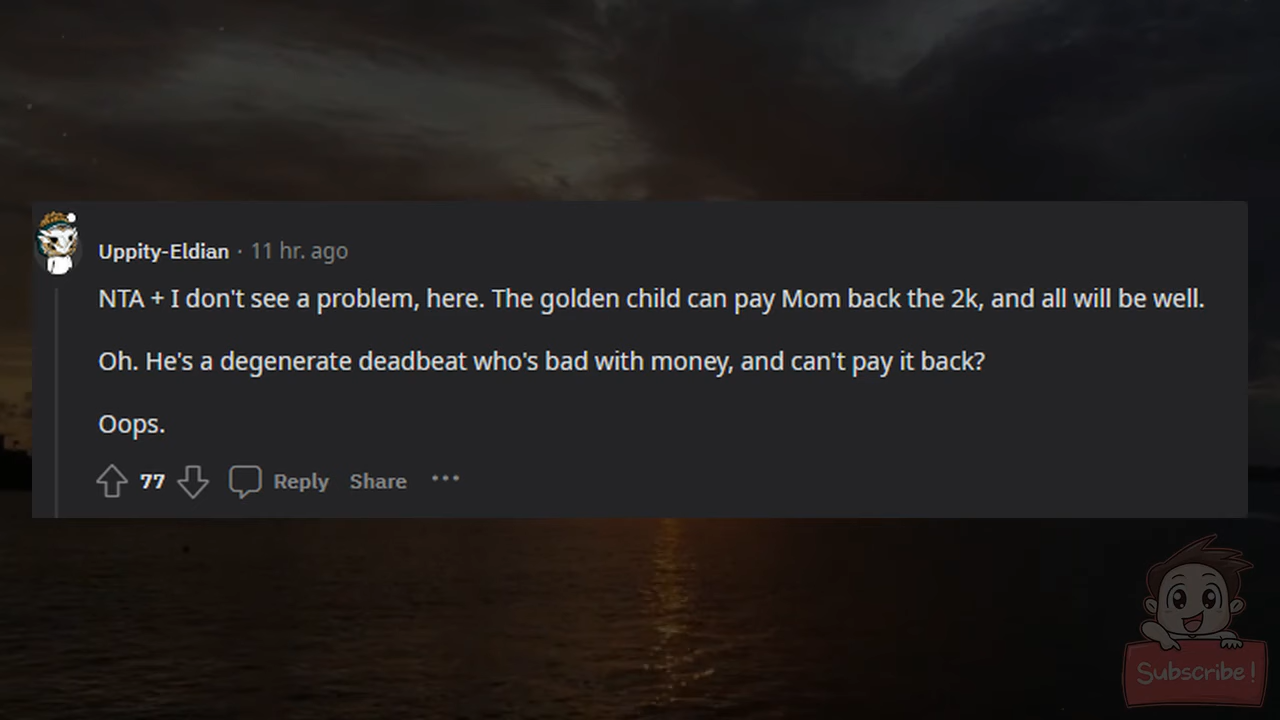 Uppity-Eldian · 11 hr. ago
NTA + I don't see a problem, here. The golden child can pay Mom back the 2k, and all will be well.
Oh. He's a degenerate deadbeat who's bad with money, and can't pay it back?
Oops.
77 Reply Share ···
Subscribe!